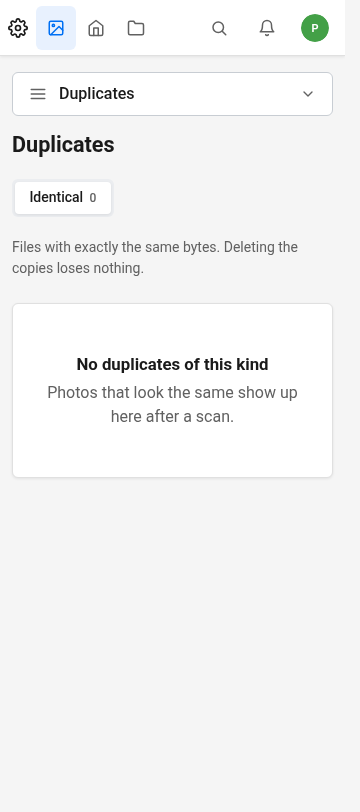 P
Duplicates
Duplicates
Identical 0
Files with exactly the same bytes. Deleting the
copies loses nothing.
No duplicates of this kind
Photos that look the same show up
here after a scan.